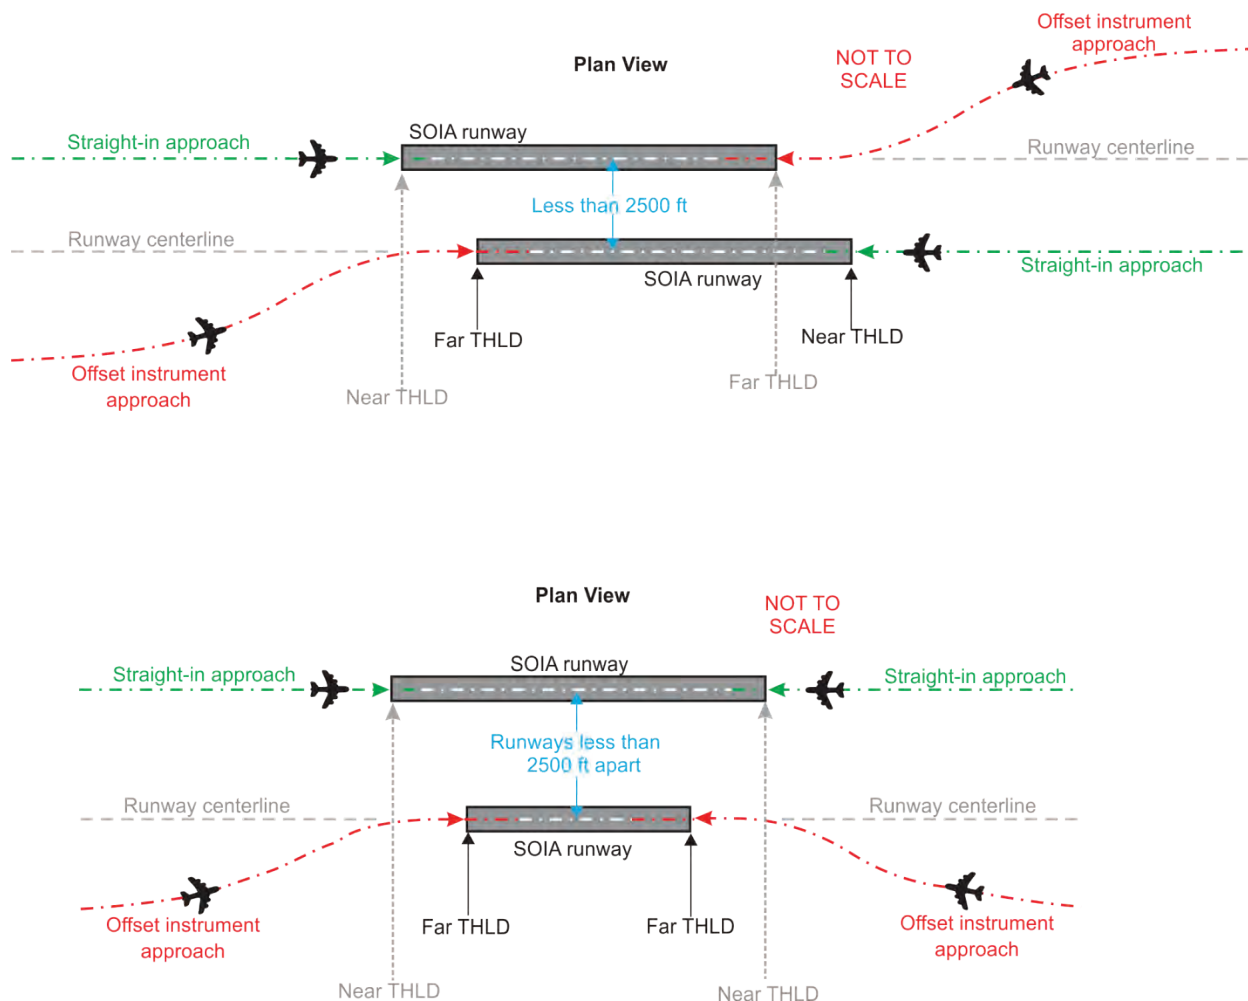 Offset instrument
approach
Plan View
NOT TO
SCALE
Straight-in approach
SOIA runway
Runway centerline
Less than 2500 ft
Runway centerline
SOIA runway
Straight-in approach
Far THLD
Near THLD
Offset instrument
approach
Near THLD
Far THLD
Plan View
NOT TO
SCALE
Straight-in approach
SOIA runway
Straight-in approach
Runways less than
2500 ft apart
Runway centerline
Runway centerline
SOIA runway
Offset instrument
approach
Far THLD
Far THLD
Offset instrument
approach
Near THLD
Near THLD